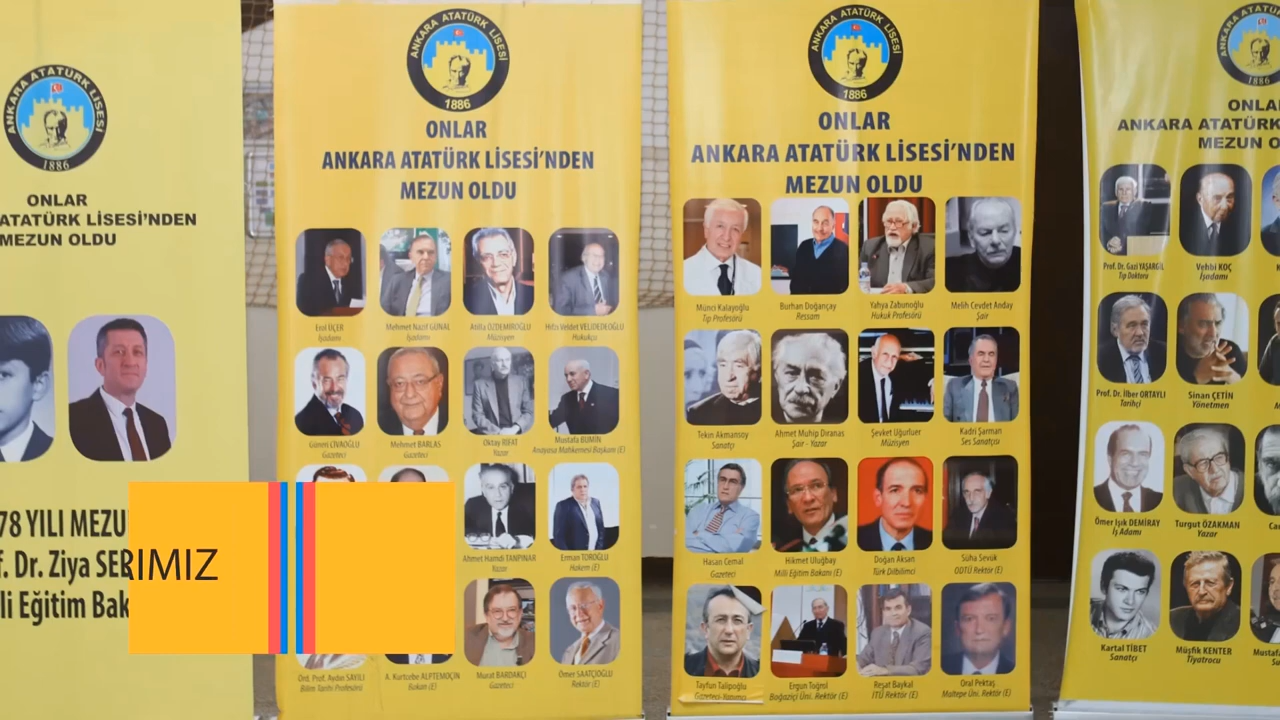 ANKARA ATATÜRK LİSESİ
1886
ONLAR
ATATÜRK LİSESİ'NDEN
MEZUN OLDU
78 YILI MEZU
f. Dr. Ziya SE
li Eğitim Bak
RIMIZ
ANKARA ATATÜRK LİSESİ
1886
ONLAR
ANKARA ATATÜRK LİSESİ'NDEN
MEZUN OLDU
Erol ÜÇER
İşadamı
Mehmet Nazif GÜNAL
İşadamı
Atilla ÖZDEMİROĞLU
Müzisyen
Hıfzı Veldet VELİDEDEOĞLU
Hukukçu
Güneri CIVAOĞLU
Gazeteci
Mehmet BARLAS
Gazeteci
Oktay RIFAT
Yazar
Mustafa BUMİN
Anayasa Mahkemesi Başkanı (E)
Ahmet Hamdi TANPINAR
Yazar
Erman TOROĞLU
Hakem (E)
Ord. Prof. Aydın SAYILI
Bilim Tarihi Profesörü
A. Kurtcebe ALPTEMOÇİN
Bakan (E)
Murat BARDAKÇI
Gazeteci
Ömer SAATÇİOĞLU
Rektör (E)
ANKARA ATATÜRK LİSESİ
1886
ONLAR
ANKARA ATATÜRK LİSESİ'NDEN
MEZUN OLDU
Münci Kalayoğlu
Tıp Profesörü
Burhan Doğançay
Ressam
Yahya Zabunoğlu
Hukuk Profesörü
Melih Cevdet Anday
Şair
Tekin Akmansoy
Sanatçı
Ahmet Muhip Dıranas
Şair - Yazar
Şevket Uğurluer
Müzisyen
Kadri Şarman
Ses Sanatçısı
Hasan Cemal
Gazeteci
Hikmet Uluğbay
Milli Eğitim Bakanı (E)
Doğan Aksan
Türk Dilbilimci
Süha Sevük
ODTÜ Rektör (E)
Tayfun Talipoğlu
Gazeteci-Yapımcı
Ergun Toğrol
Boğaziçi Üni. Rektör (E)
Reşat Baykal
İTÜ Rektör (E)
Oral Pektaş
Maltepe Üni. Rektör (E)
ANKARA ATATÜRK
1886
ONLAR
ANKARA ATATÜRK
MEZUN O
Prof. Dr. Gazi YAŞARGİL
Tıp Doktoru
Vehbi KOÇ
İşadamı
Prof. Dr. İlber ORTAYLI
Tarihçi
Sinan ÇETİN
Yönetmen
Ömer Işık DEMİRAY
İş Adamı
Turgut ÖZAKMAN
Yazar
Can
Kartal TİBET
Sanatçı
Müşfik KENTER
Tiyatrocu
Mustafa